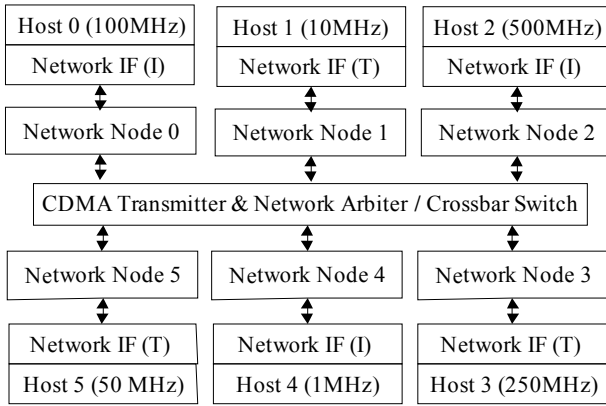 Host 0 (100MHz)
Network IF (I)
Network Node 0
Host 1 (10MHz)
Network IF (T)
Network Node 1
Host 2 (500MHz)
Network IF (I)
Network Node 2
CDMA Transmitter & Network Arbiter / Crossbar Switch
Network Node 5
Network IF (T)
Host 5 (50 MHz)
Network Node 4
Network IF (I)
Host 4 (1MHz)
Network Node 3
Network IF (T)
Host 3 (250MHz)